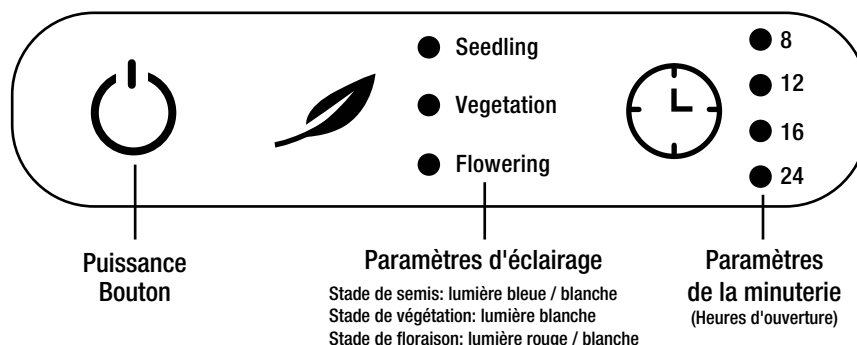 Seedling
Vegetation
Flowering
8
12
16
24
Puissance
Bouton
Paramètres d'éclairage
Stade de semis: lumière bleue / blanche
Stade de végétation: lumière blanche
Stade de floraison: lumière rouge / blanche
Paramètres
de la minuterie
(Heures d'ouverture)